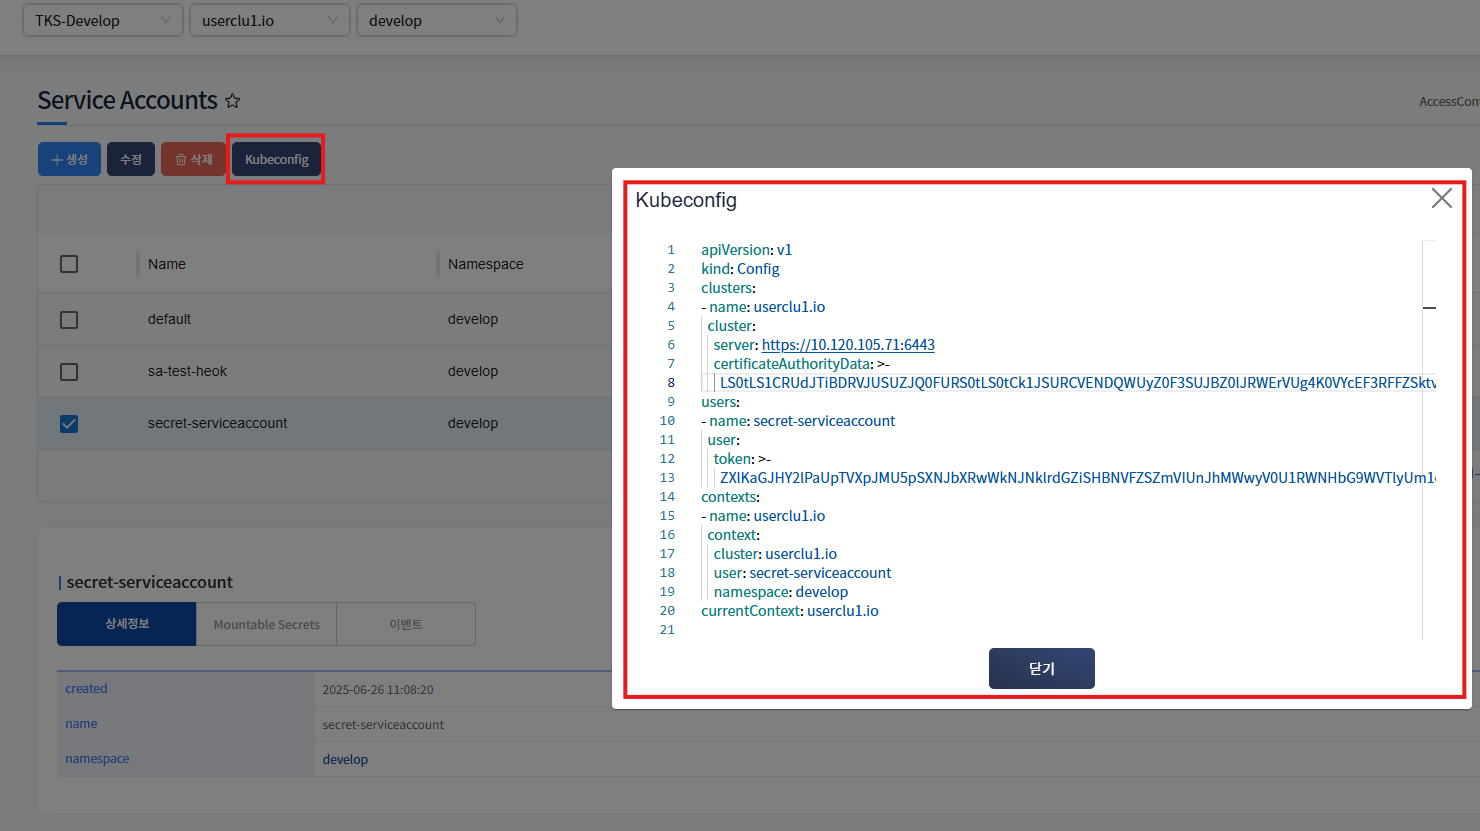 TKS-Develop userclu1.io develop
Service Accounts
생성 수정 삭제 Kubeconfig
Name Namespace
default develop
sa-test-heok develop
secret-serviceaccount develop
secret-serviceaccount
상세정보 Mountable Secrets 이벤트
created 2025-06-26 11:08:20
name secret-serviceaccount
namespace develop
Kubeconfig
1 apiVersion: v1
2 kind: Config
3 clusters:
4 - name: userclu1.io
5 cluster:
6 server: https://10.120.105.71:6443
7 certificateAuthorityData: >-
8
9 users:
10 - name: secret-serviceaccount
11 user:
12 token: >-
13
14 contexts:
15 - name: userclu1.io
16 context:
17 cluster: userclu1.io
18 user: secret-serviceaccount
19 namespace: develop
20 currentContext: userclu1.io
21
닫기